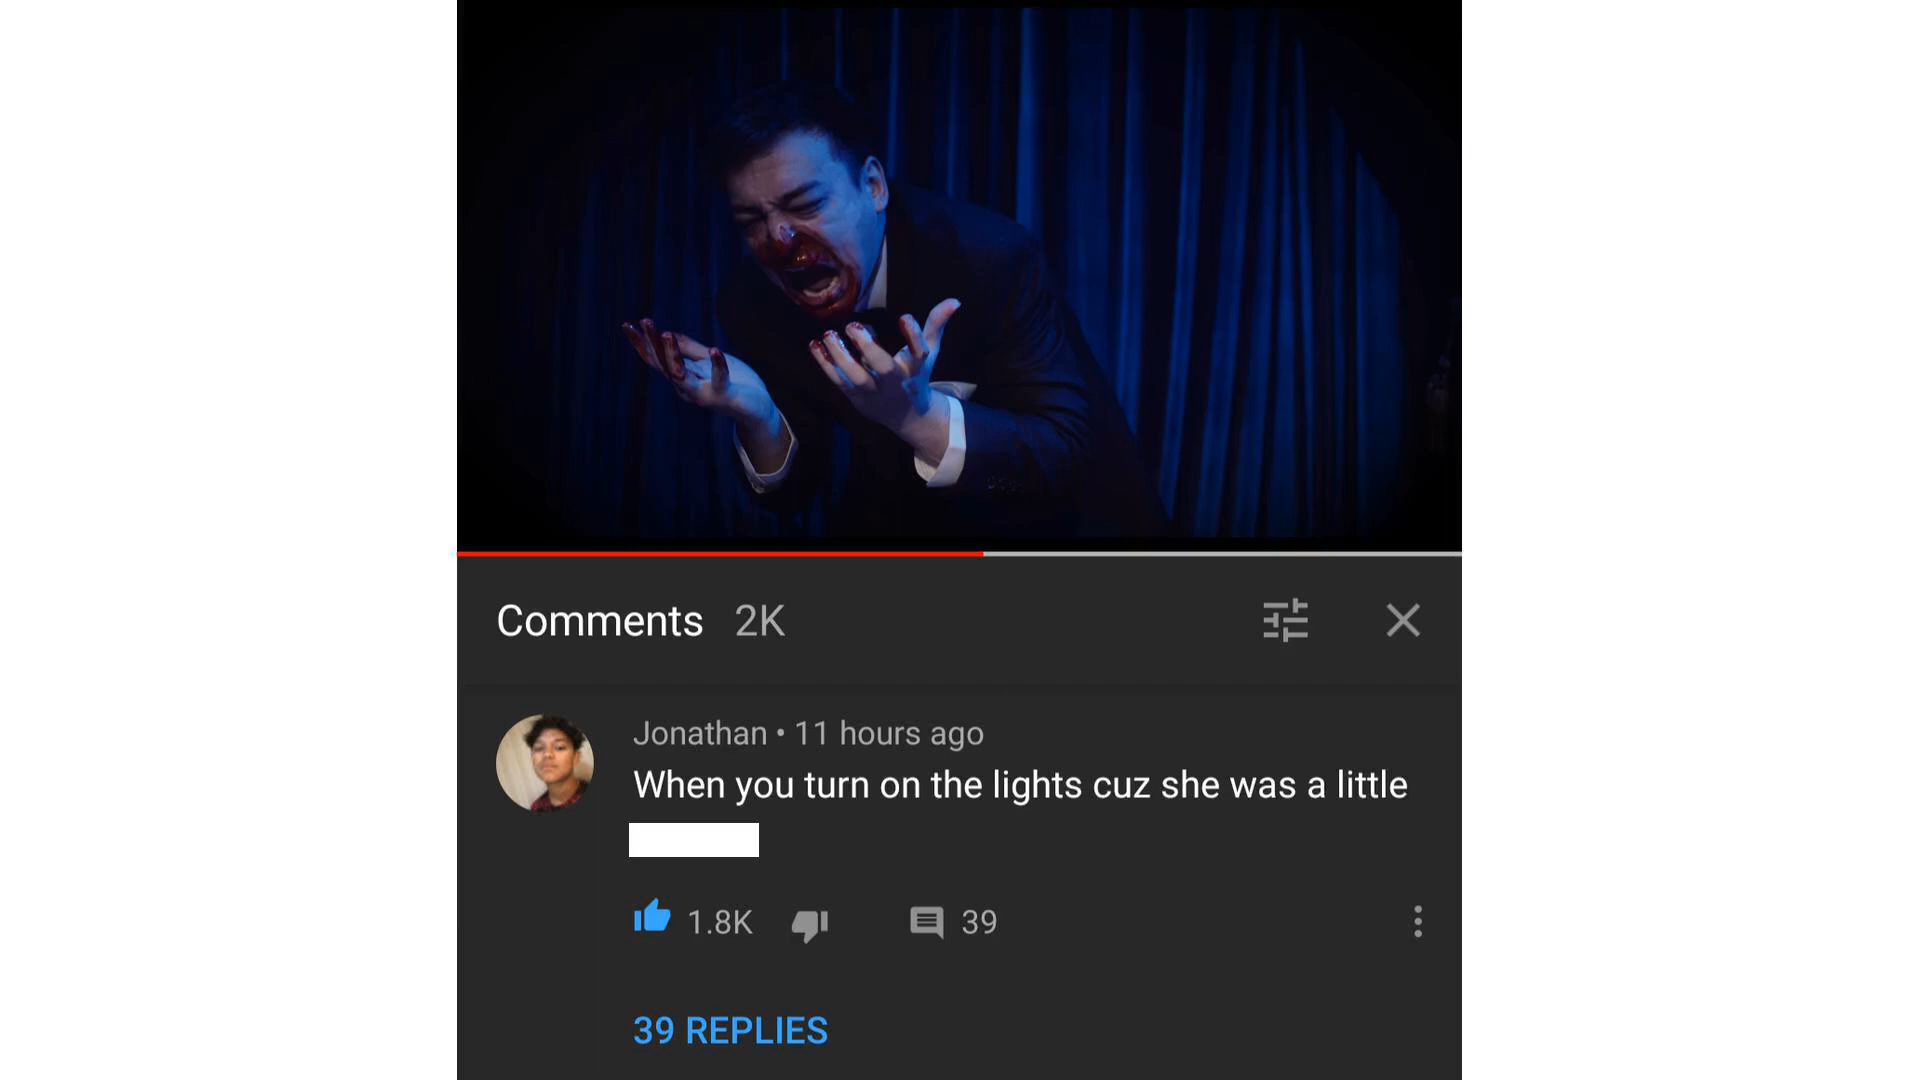 Comments 2K
Jonathan • 11 hours ago
When you turn on the lights cuz she was a little
1.8K 39
39 REPLIES